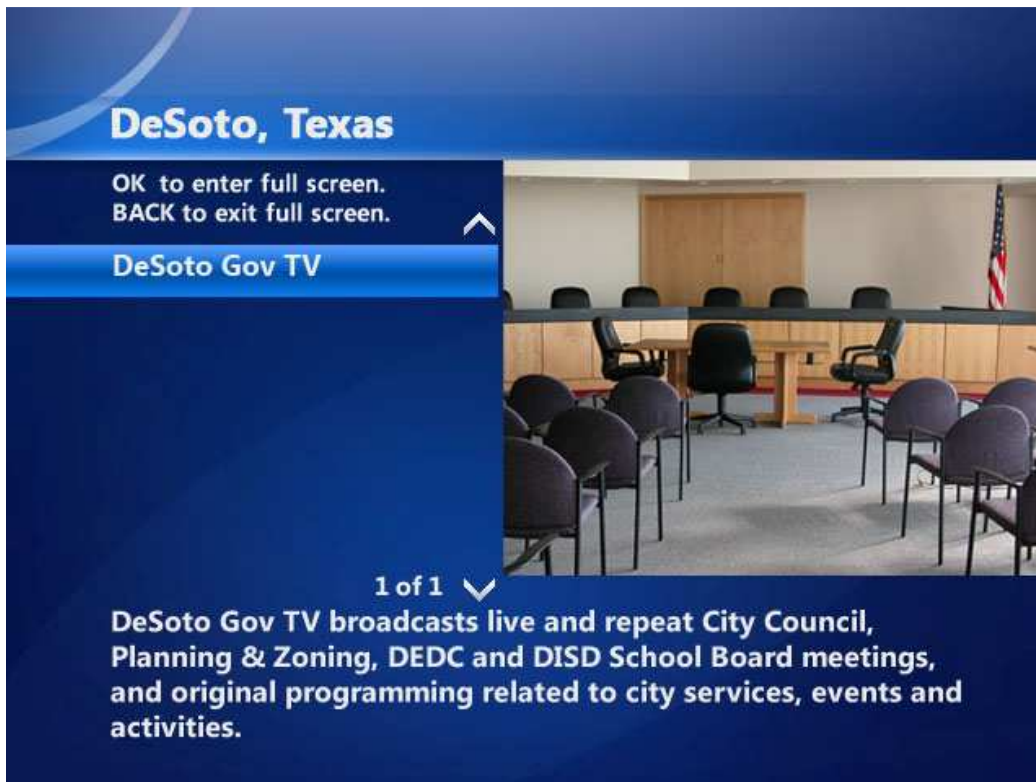 DeSoto, Texas
OK to enter full screen.
BACK to exit full screen.
DeSoto Gov TV
1 of 1
DeSoto Gov TV broadcasts live and repeat City Council,
Planning & Zoning, DEDC and DISD School Board meetings,
and original programming related to city services, events and
activities.